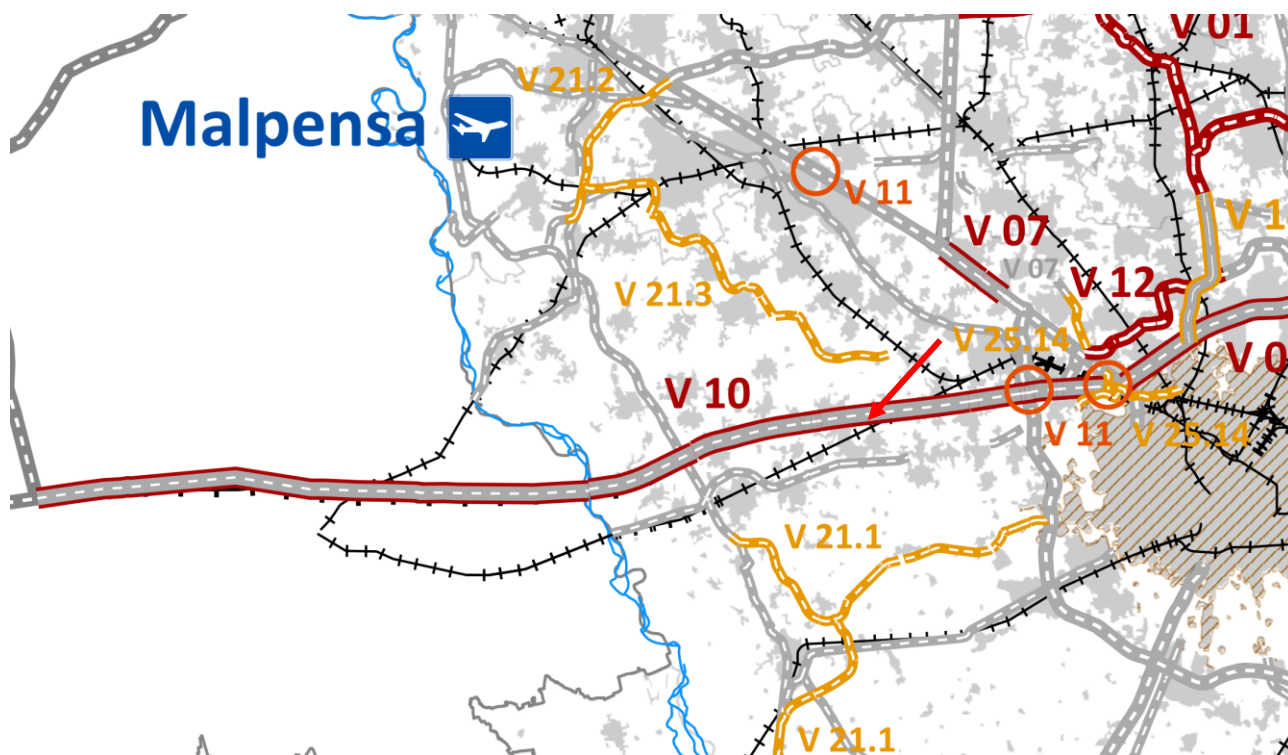 V 01
V 21.2
Malpensa
V 11
V 1
V 07
V 07
V 12
V 21.3
V 25.14
V 0
V 10
V 11
V 25.14
V 21.1
V 21.1